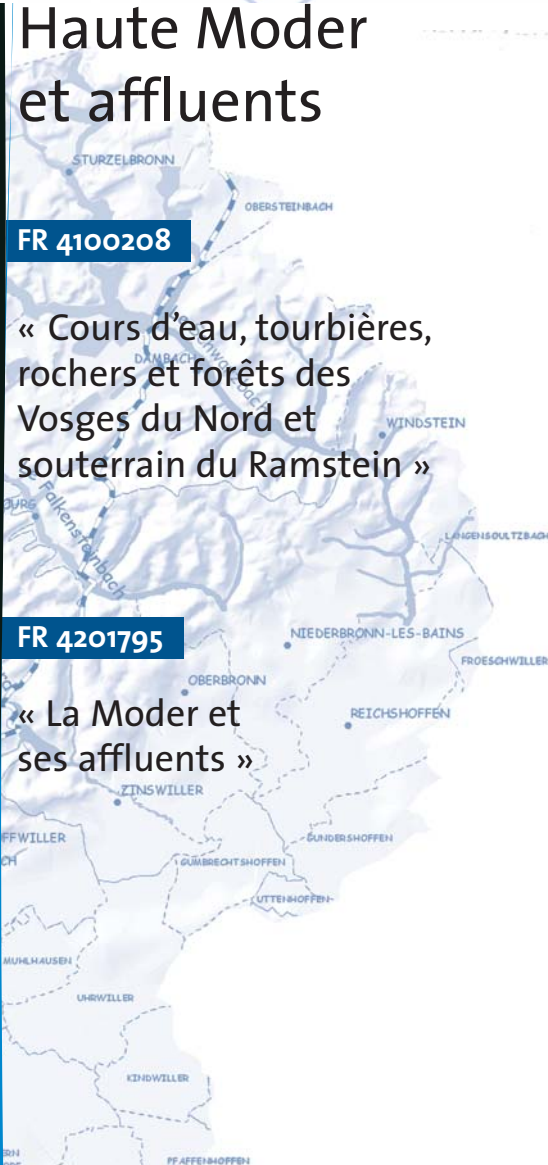 Haute Moder
et affluents
STURZELBRONN
OBERSTEINBACH
FR 4100208
« Cours d'eau, tourbières,
DAMBACH
rochers et forêts des
Vosges du Nord et
WINDSTEIN
souterrain du Ramstein »
Falkensteinbach
LANGENSOULTZBACH
FR 4201795
NIEDERBRONN-LES-BAINS
FROESCHWILLER
OBERBRONN
« La Moder et
REICHSHOFFEN
ses affluents »
ZINSWILLER
FFWILLER
GUNDERSHOFFEN
CH
GUMBRECHTSHOFFEN
UTTENHOFFEN
MUHLHAUSEN
UHRWILLER
KINDWILLER
PFAFFENHOFFEN